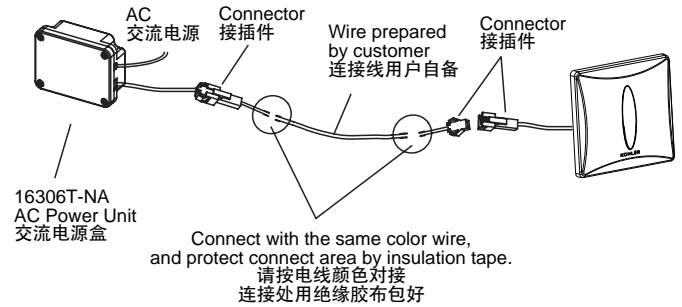 AC
交流电源
Connector
接插件
Wire prepared
by customer
连接线用户自备
Connector
接插件
KOHLER
16306T-NA
AC Power Unit
交流电源盒
Connect with the same color wire,
and protect connect area by insulation tape.
请按电线颜色对接
连接处用绝缘胶布包好